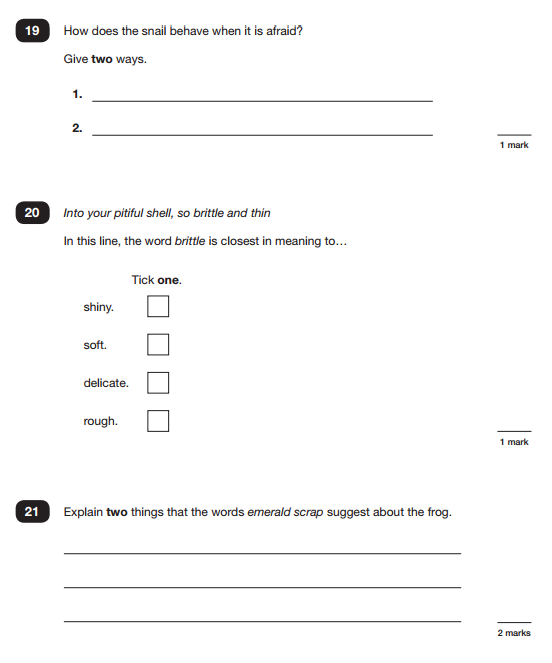 19 How does the snail behave when it is afraid?
Give two ways.
1.
2.
1 mark
20 Into your pitiful shell, so brittle and thin
In this line, the word brittle is closest in meaning to…
Tick one.
shiny.
soft.
delicate.
rough.
1 mark
21 Explain two things that the words emerald scrap suggest about the frog.
2 marks